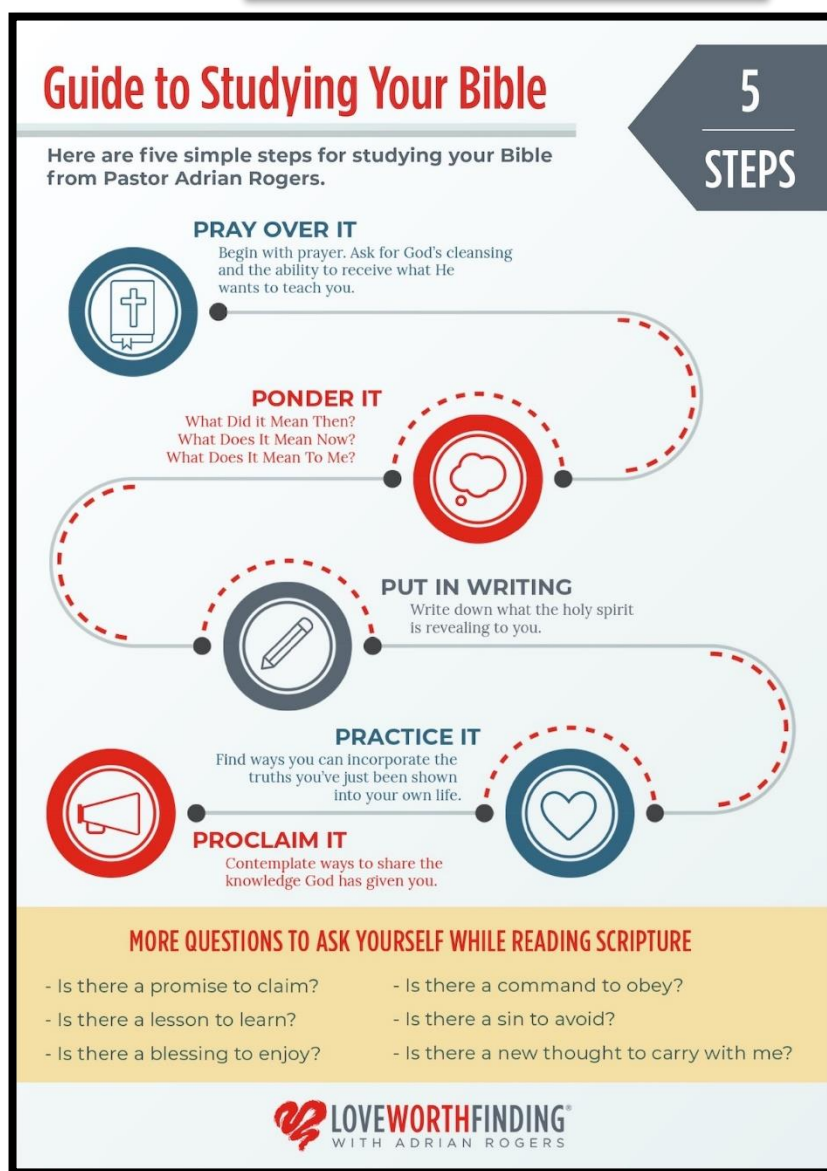 Guide to Studying Your Bible
5
STEPS
Here are five simple steps for studying your Bible
from Pastor Adrian Rogers.
PRAY OVER IT
Begin with prayer. Ask for God's cleansing
and the ability to receive what He
wants to teach you.
PONDER IT
What Did it Mean Then?
What Does It Mean Now?
What Does It Mean To Me?
PUT IN WRITING
Write down what the holy spirit
is revealing to you.
PRACTICE IT
Find ways you can incorporate the
truths you've just been shown
into your own life.
PROCLAIM IT
Contemplate ways to share the
knowledge God has given you.
MORE QUESTIONS TO ASK YOURSELF WHILE READING SCRIPTURE
- Is there a promise to claim?
- Is there a lesson to learn?
- Is there a blessing to enjoy?
- Is there a command to obey?
- Is there a sin to avoid?
- Is there a new thought to carry with me?
LOVEWORTHFINDING®
WITH ADRIAN ROGERS